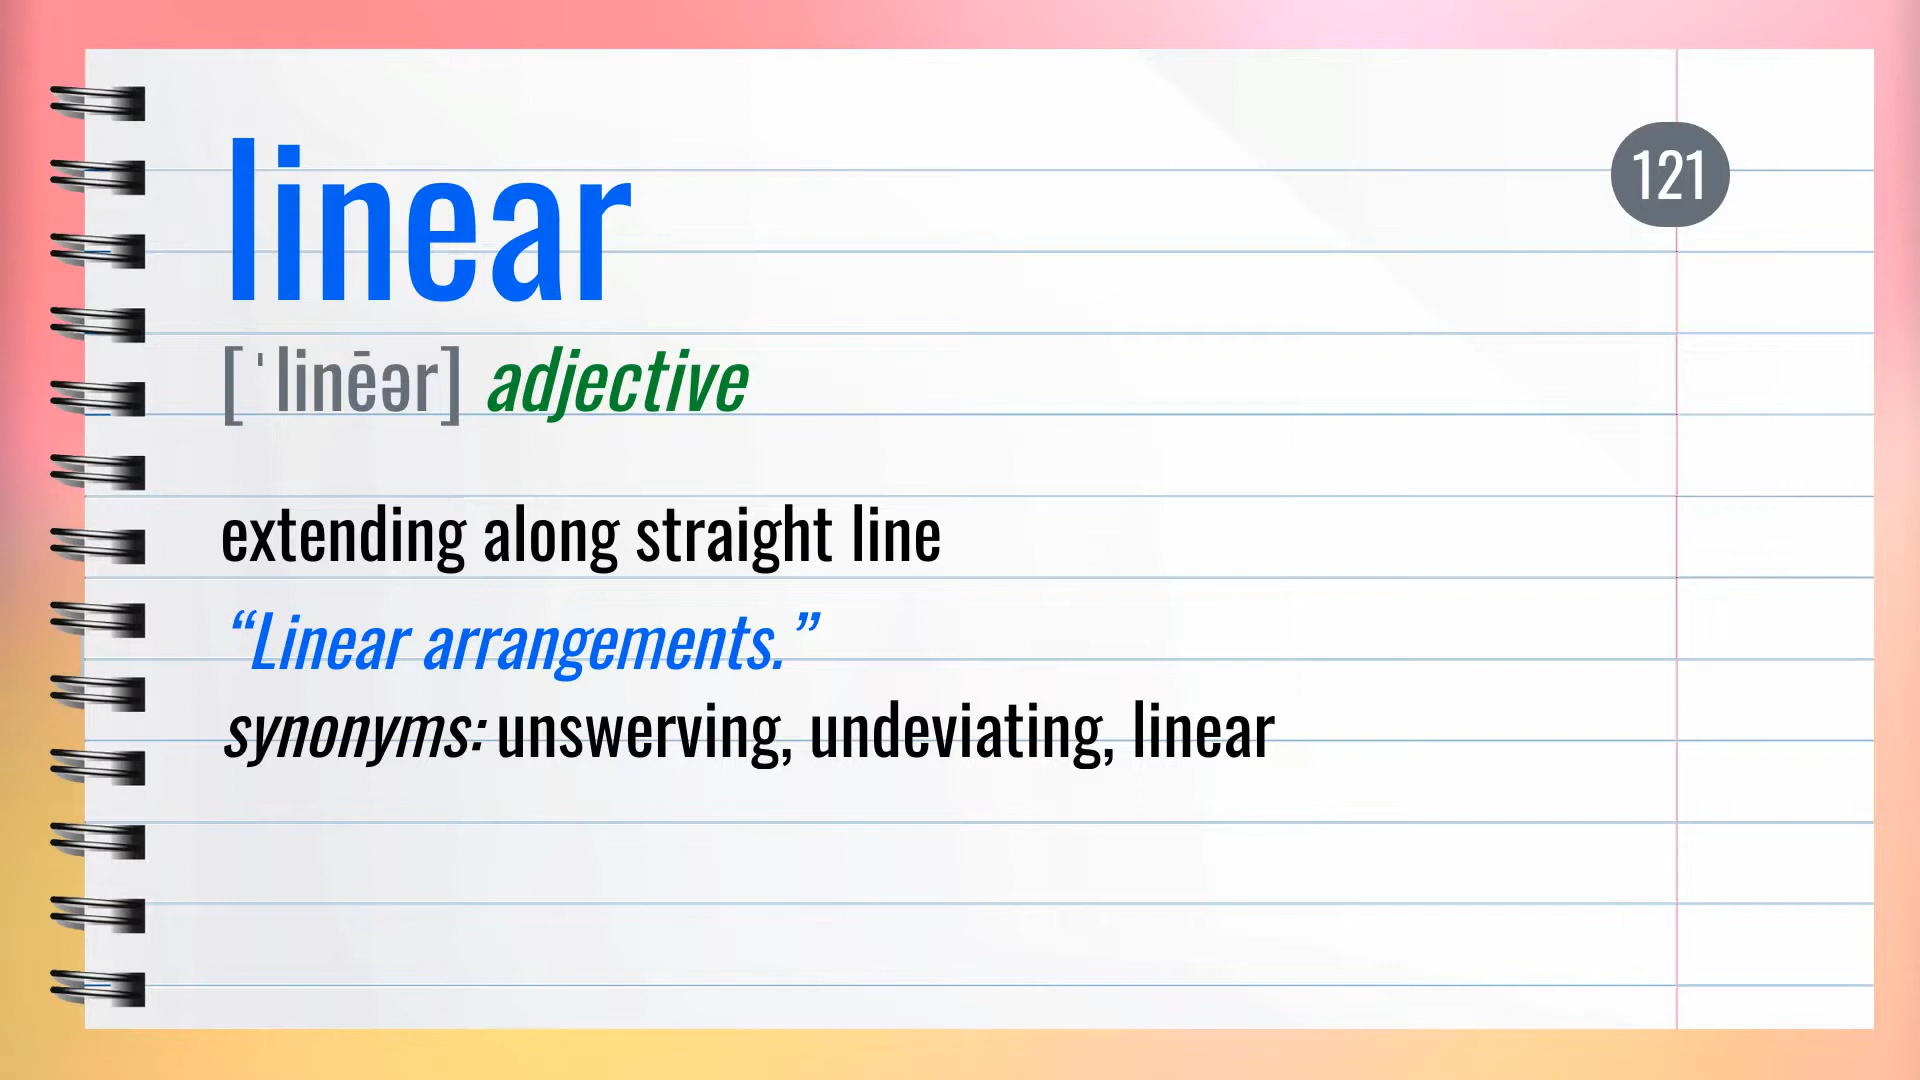 linear
121
[ˈlinēər] adjective
extending along straight line
“Linear arrangements.”
synonyms: unswerving, undeviating, linear